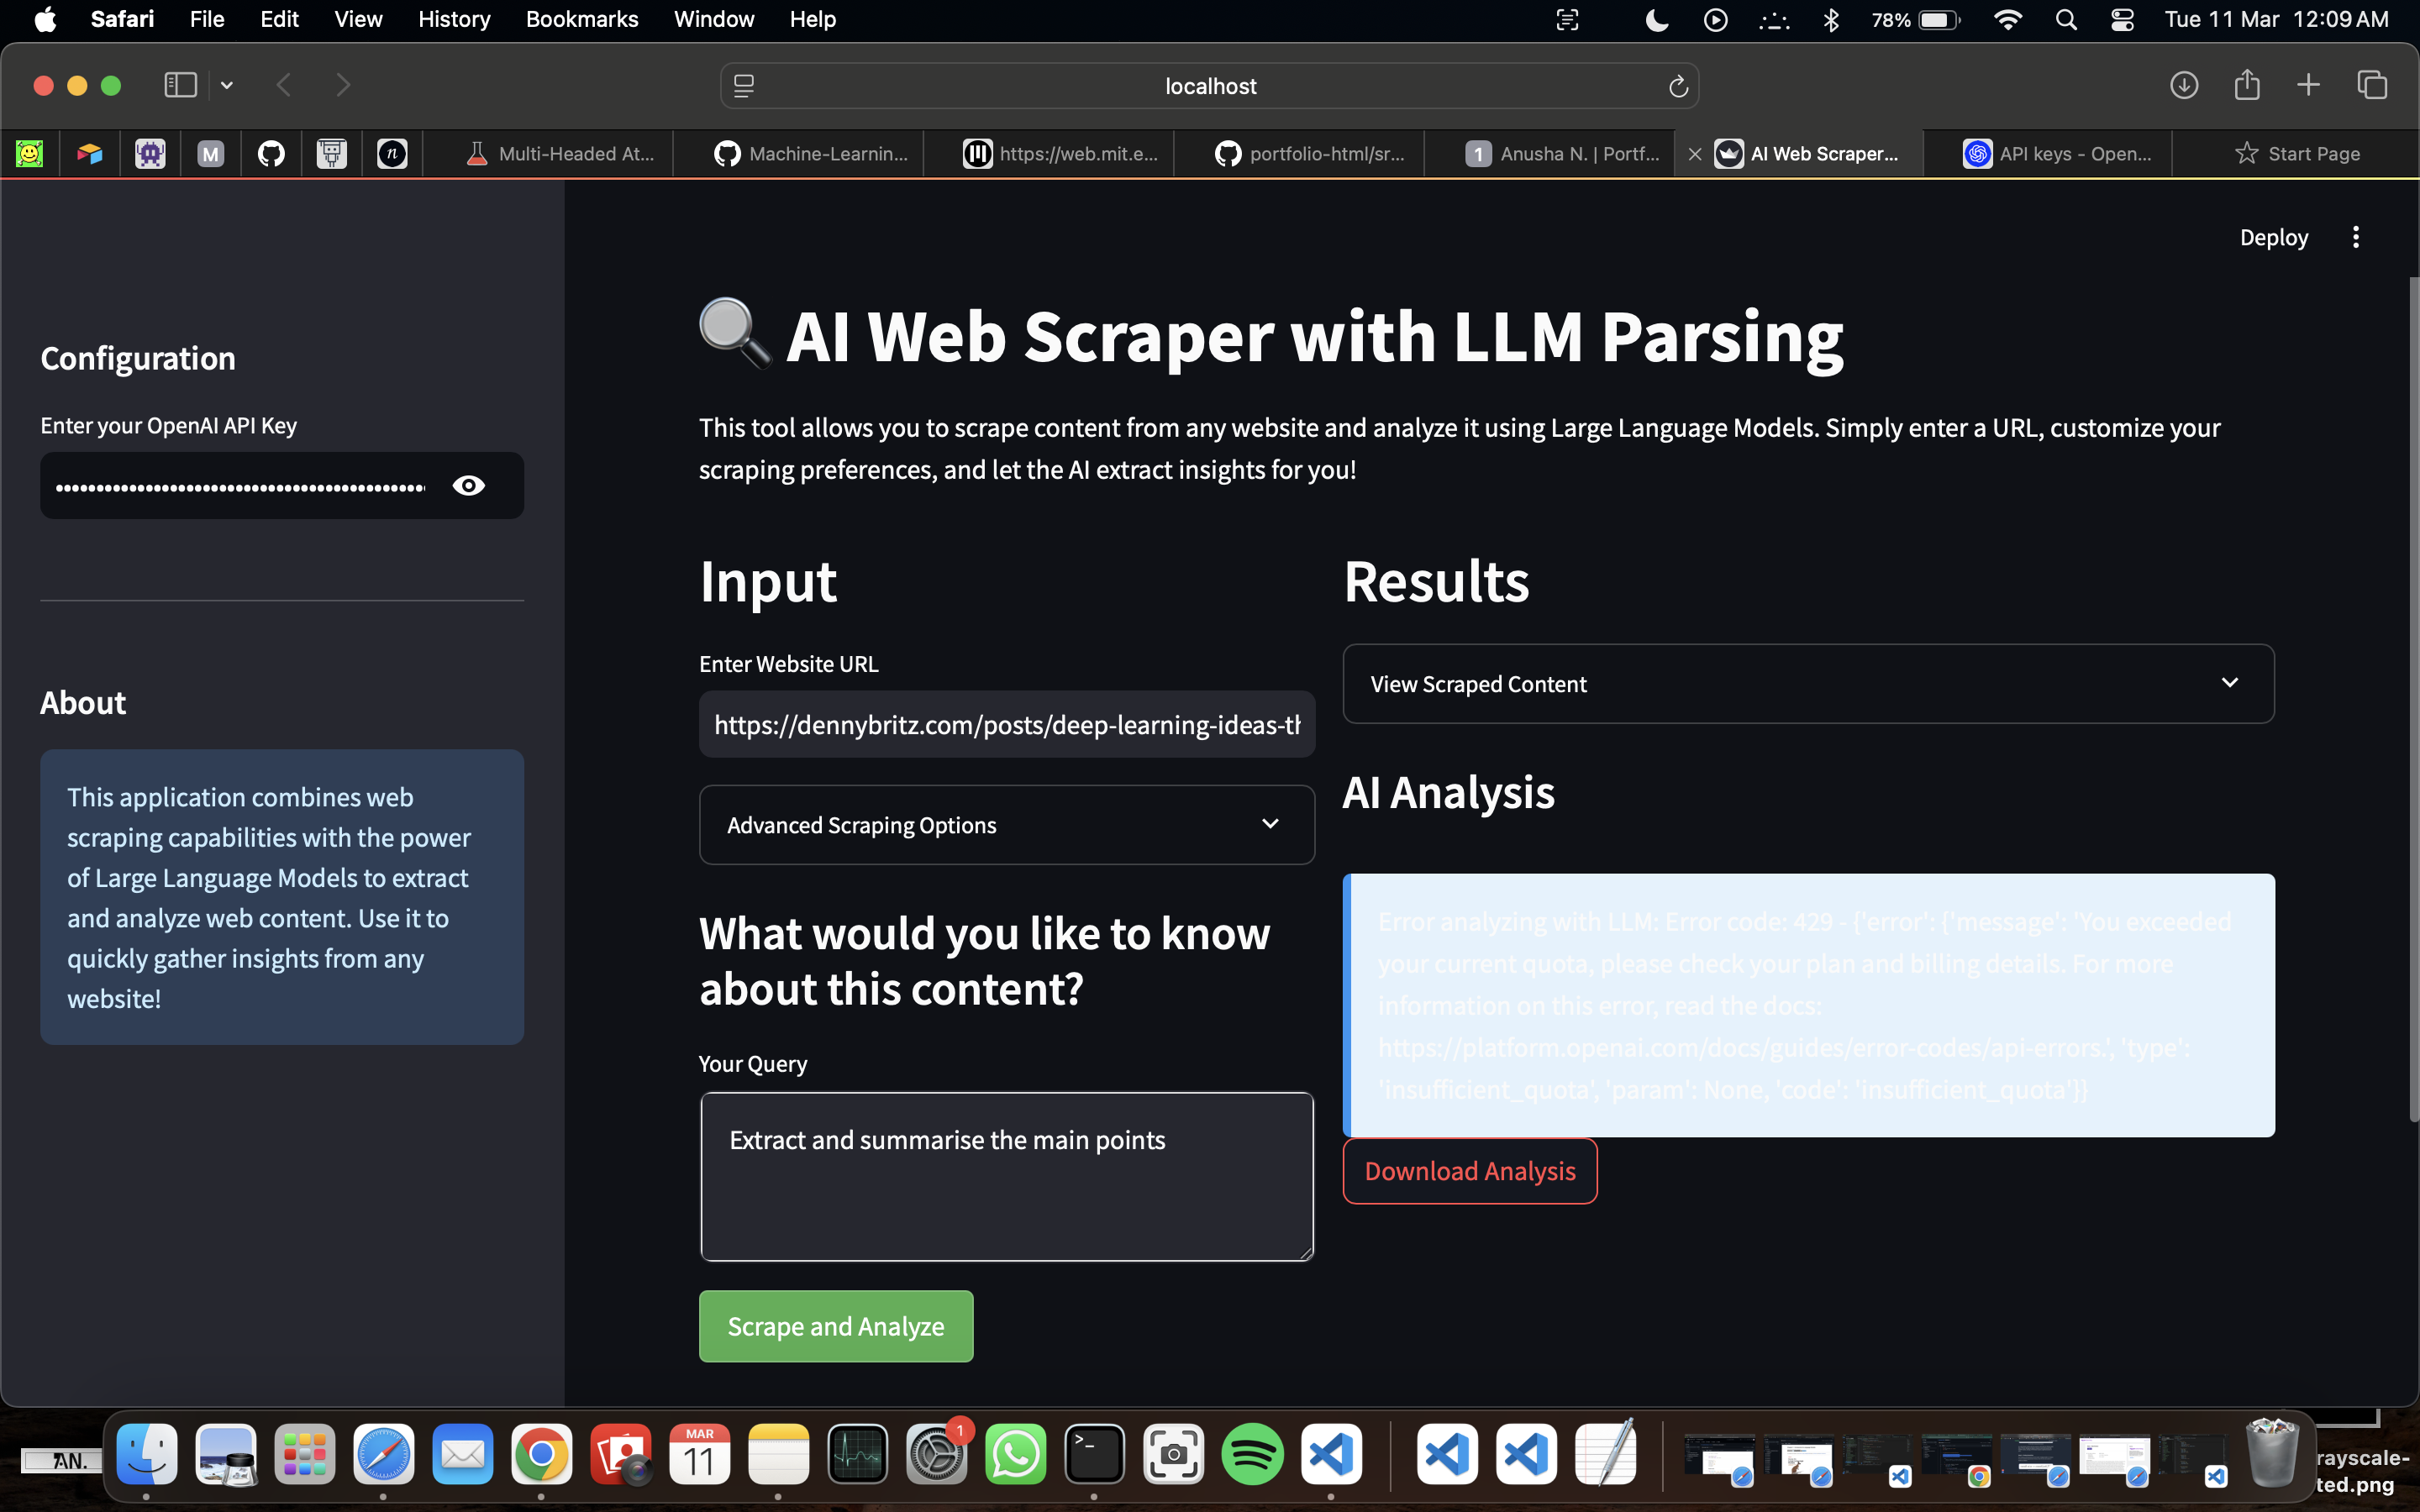 Safari File Edit View History Bookmarks Window Help 78% Tue 11 Mar 12:09 AM
localhost
M n Multi-Headed At... Machine-Learnin... https://web.mit.e... portfolio-html/sr... 1 Anusha N. | Portf... AI Web Scraper... API keys - Open... Start Page
Deploy
Configuration
Enter your OpenAI API Key
About
This application combines web
scraping capabilities with the power
of Large Language Models to extract
and analyze web content. Use it to
quickly gather insights from any
website!
AI Web Scraper with LLM Parsing
This tool allows you to scrape content from any website and analyze it using Large Language Models. Simply enter a URL, customize your
scraping preferences, and let the AI extract insights for you!
Input
Enter Website URL
https://dennybritz.com/posts/deep-learning-ideas-th
Advanced Scraping Options
What would you like to know
about this content?
Your Query
Extract and summarise the main points
Scrape and Analyze
Results
View Scraped Content
AI Analysis
Error analyzing with LLM: Error code: 429 - {'error': {'message': 'You exceeded
your current quota, please check your plan and billing details. For more
information on this error, read the docs:
https://platform.openai.com/docs/guides/error-codes/api-errors.', 'type':
'insufficient_quota', 'param': None, 'code': 'insufficient_quota'}}
Download Analysis
MAR
11
1
rayscale-
ted.png